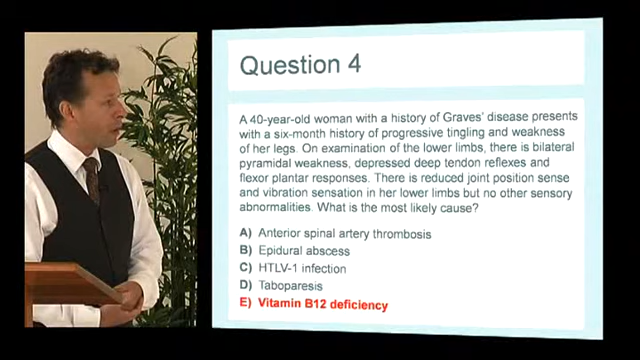 Question 4
A 40-year-old woman with a history of Graves' disease presents
with a six-month history of progressive tingling and weakness
of her legs. On examination of the lower limbs, there is bilateral
pyramidal weakness, depressed deep tendon reflexes and
flexor plantar responses. There is reduced joint position sense
and vibration sensation in her lower limbs but no other sensory
abnormalities. What is the most likely cause?
A) Anterior spinal artery thrombosis
B) Epidural abscess
C) HTLV-1 infection
D) Taboparesis
E) Vitamin B12 deficiency